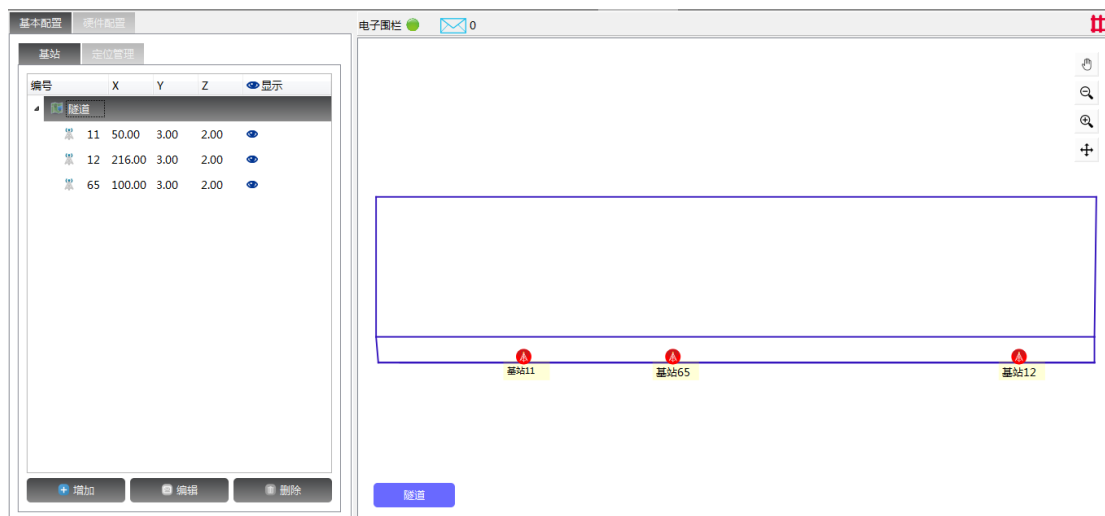 基本配置 硬件配置
电子围栏 0
基站 定位管理
编号 X Y Z 显示
隧道
11 50.00 3.00 2.00
12 216.00 3.00 2.00
65 100.00 3.00 2.00
基站11 基站65 基站12
增加 编辑 删除
隧道